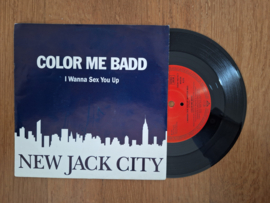 COLOR ME BADD
I Wanna Sex You Up
NEW JACK CITY